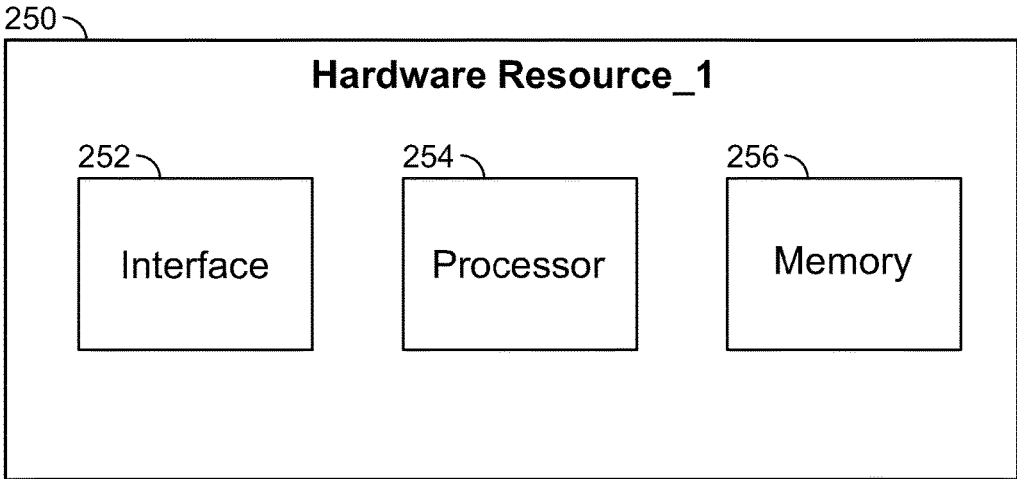 250
Hardware Resource_1
252
254
256
Interface
Processor
Memory